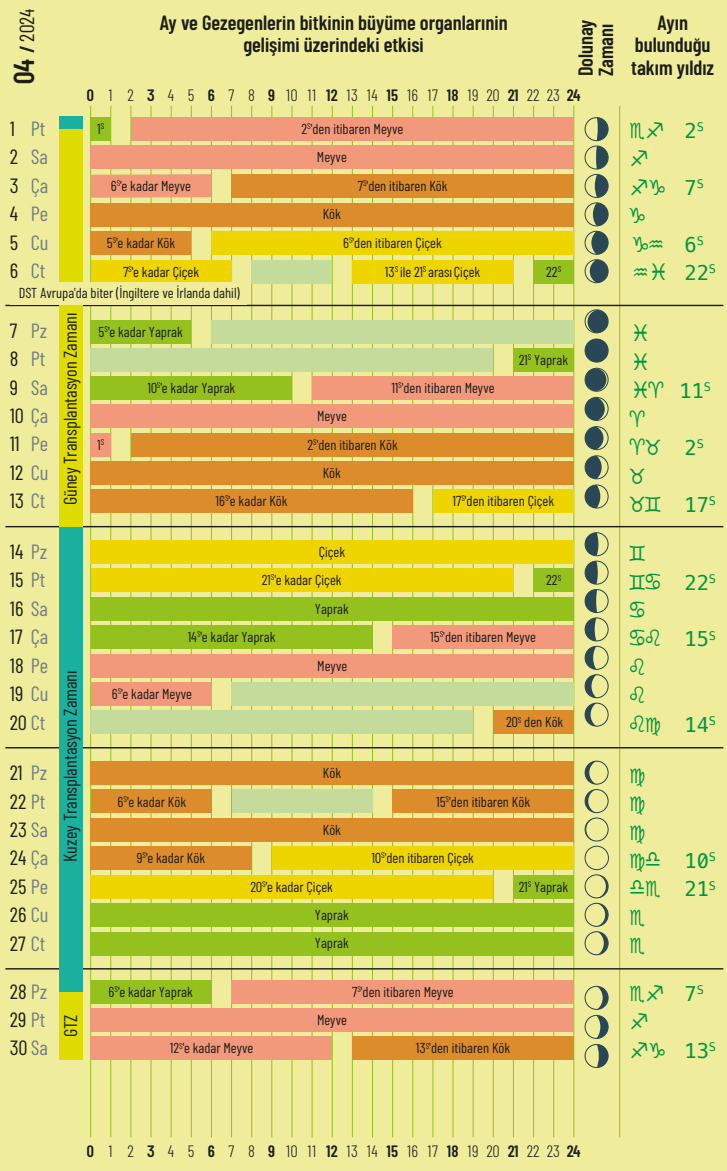 04 / 2024
Ay ve Gezegenlerin bitkinin büyüme organlarının
gelişimi üzerindeki etkisi
Dolunay
Zamanı
Ayın
bulunduğu
takım yıldız
0 1 2 3 4 5 6 7 8 9 10 11 12 13 14 15 16 17 18 19 20 21 22 23 24
1 Pt 1ˢ 2ˢ'den itibaren Meyve ♏♐ 2ˢ
2 Sa Meyve ♐
3 Ça 6ˢ'e kadar Meyve 7ˢ'den itibaren Kök ♐♑ 7ˢ
4 Pe Kök ♑
5 Cu 5ˢ'e kadar Kök 6ˢ'den itibaren Çiçek ♑♒ 6ˢ
6 Ct 7ˢ'e kadar Çiçek 13ˢ ile 21ˢ arası Çiçek 22ˢ ♒♓ 22ˢ
DST Avrupa'da biter (İngiltere ve İrlanda dahil)
Güney Transplantasyon Zamanı
7 Pz 5ˢ'e kadar Yaprak ♓
8 Pt 21ˢ Yaprak ♓
9 Sa 10ˢ'e kadar Yaprak 11ˢ'den itibaren Meyve ♓♈ 11ˢ
10 Ça Meyve ♈
11 Pe 1ˢ 2ˢ'den itibaren Kök ♈♉ 2ˢ
12 Cu Kök ♉
13 Ct 16ˢ'e kadar Kök 17ˢ'den itibaren Çiçek ♉♊ 17ˢ
Kuzey Transplantasyon Zamanı
14 Pz Çiçek ♊
15 Pt 21ˢ'e kadar Çiçek 22ˢ ♊♋ 22ˢ
16 Sa Yaprak ♋
17 Ça 14ˢ'e kadar Yaprak 15ˢ'den itibaren Meyve ♋♌ 15ˢ
18 Pe Meyve ♌
19 Cu 6ˢ'e kadar Meyve ♌
20 Ct 20ˢ den Kök ♌♍ 14ˢ
21 Pz Kök ♍
22 Pt 6ˢ'e kadar Kök 15ˢ'den itibaren Kök ♍
23 Sa Kök ♍
24 Ça 9ˢ'e kadar Kök 10ˢ'den itibaren Çiçek ♍♎ 10ˢ
25 Pe 20ˢ'e kadar Çiçek 21ˢ Yaprak ♎♏ 21ˢ
26 Cu Yaprak ♏
27 Ct Yaprak ♏
GTZ
28 Pz 6ˢ'e kadar Yaprak 7ˢ'den itibaren Meyve ♏♐ 7ˢ
29 Pt Meyve ♐
30 Sa 12ˢ'e kadar Meyve 13ˢ'den itibaren Kök ♐♑ 13ˢ
0 1 2 3 4 5 6 7 8 9 10 11 12 13 14 15 16 17 18 19 20 21 22 23 24